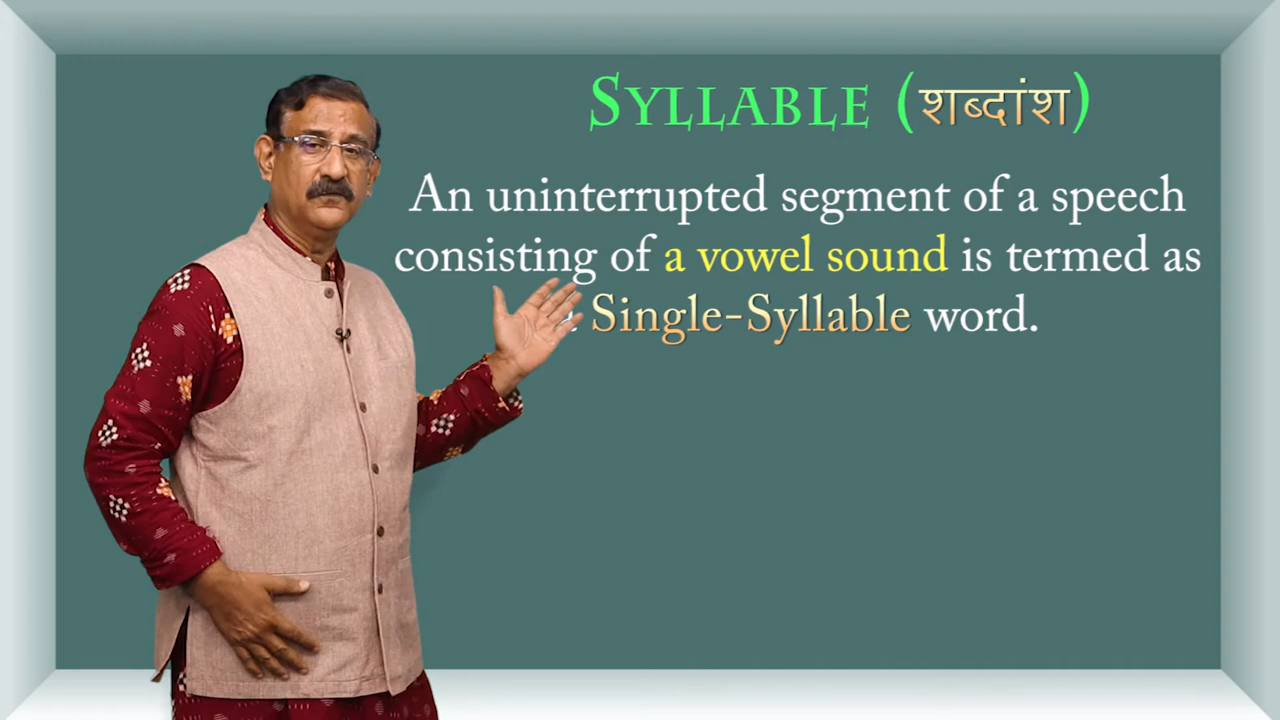 SYLLABLE (शब्दांश)
An uninterrupted segment of a speech
consisting of a vowel sound is termed as
Single-Syllable word.